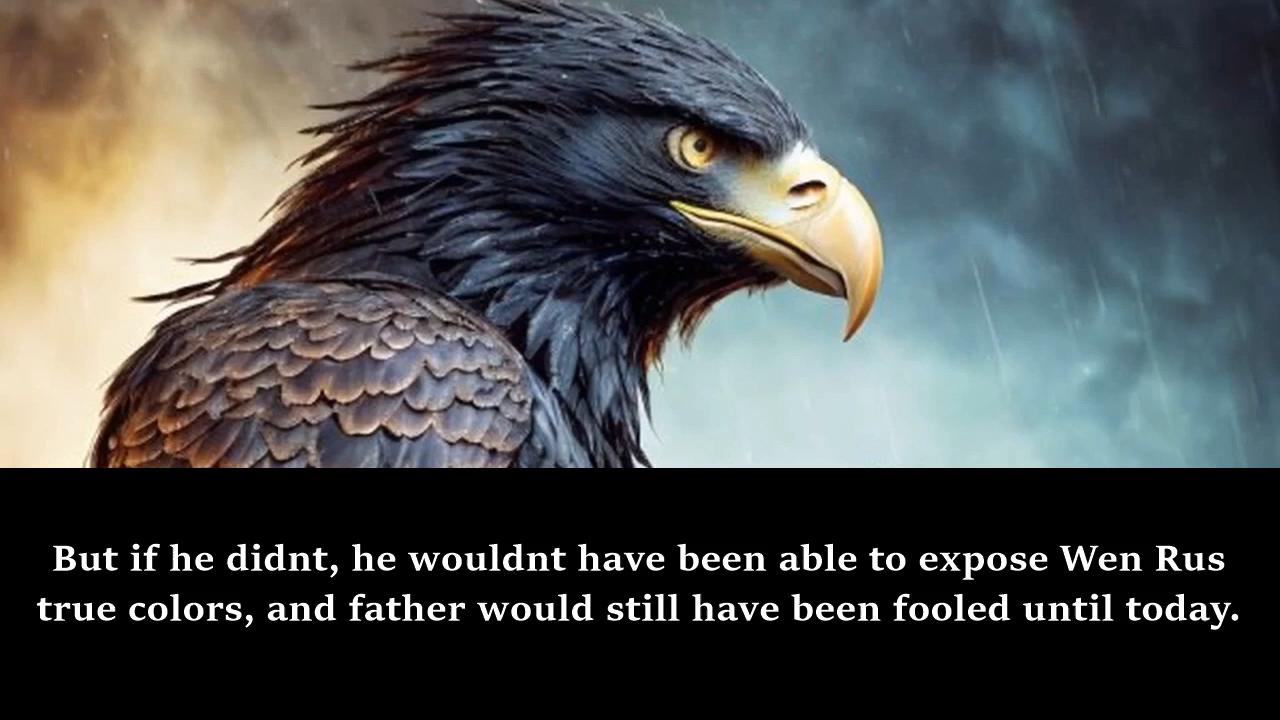 But if he didnt, he wouldnt have been able to expose Wen Rus
true colors, and father would still have been fooled until today.